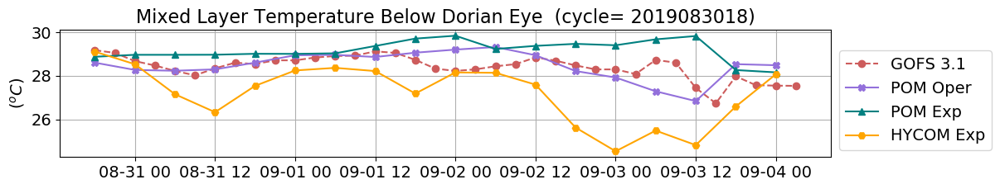 Mixed Layer Temperature Below Dorian Eye  (cycle= 2019083018)
30
28
26
(°C)
08-31 00 08-31 12 09-01 00 09-01 12 09-02 00 09-02 12 09-03 00 09-03 12 09-04 00
GOFS 3.1
POM Oper
POM Exp
HYCOM Exp